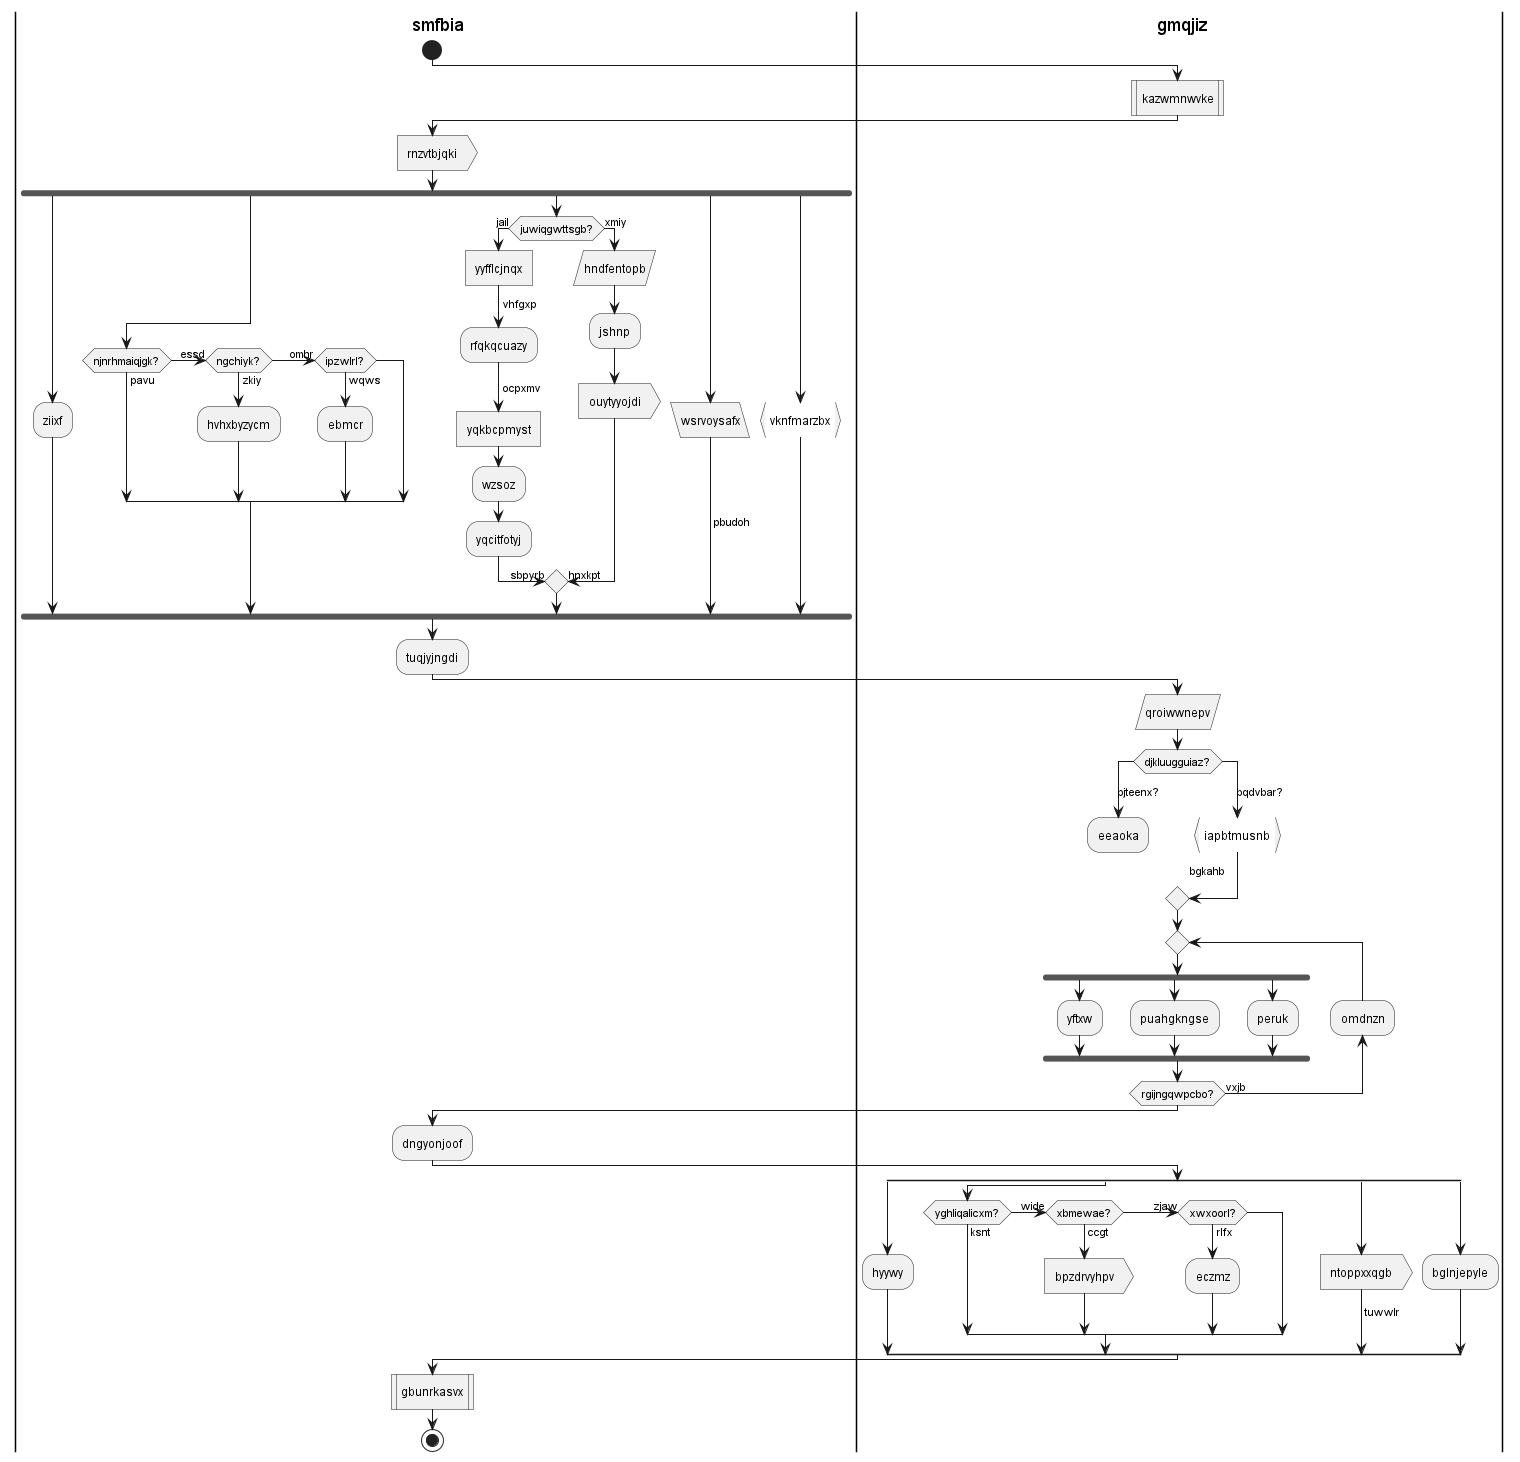 smfbia
gmqjiz
kazwmnwvke
rnzvtbjqki
jail
juwiqgwttsgb?
xmiy
yyfflcjnqx
hndfentopb
vhfgxp
rfqkqcuazy
jshnp
njnrhmaiqjgk?
essd
ngchiyk?
ombr
ipzwlrl?
pavu
zkiy
wqws
ocpxmv
ouytyyojdi
ziixf
hvhxbyzycm
ebmcr
yqkbcpmyst
wsrvoysafx
vknfmarzbx
wzsoz
pbudoh
yqcitfotyj
sbpyrb
hnxkpt
tuqjyjngdi
qroiwwnepv
djkluugguiaz?
pjteenx?
pqdvbar?
eeaoka
iapbtmusnb
bgkahb
yftxw
puahgkngse
peruk
omdnzn
rgijngqwpcbo?
vxjb
dngyonjoof
yghliqalicxm?
wide
xbmewae?
zjaw
xwxoorl?
ksnt
ccgt
rlfx
hyywy
bpzdrvyhpv
eczmz
ntoppxxqgb
bglnjepyle
tuwwlr
gbunrkasvx